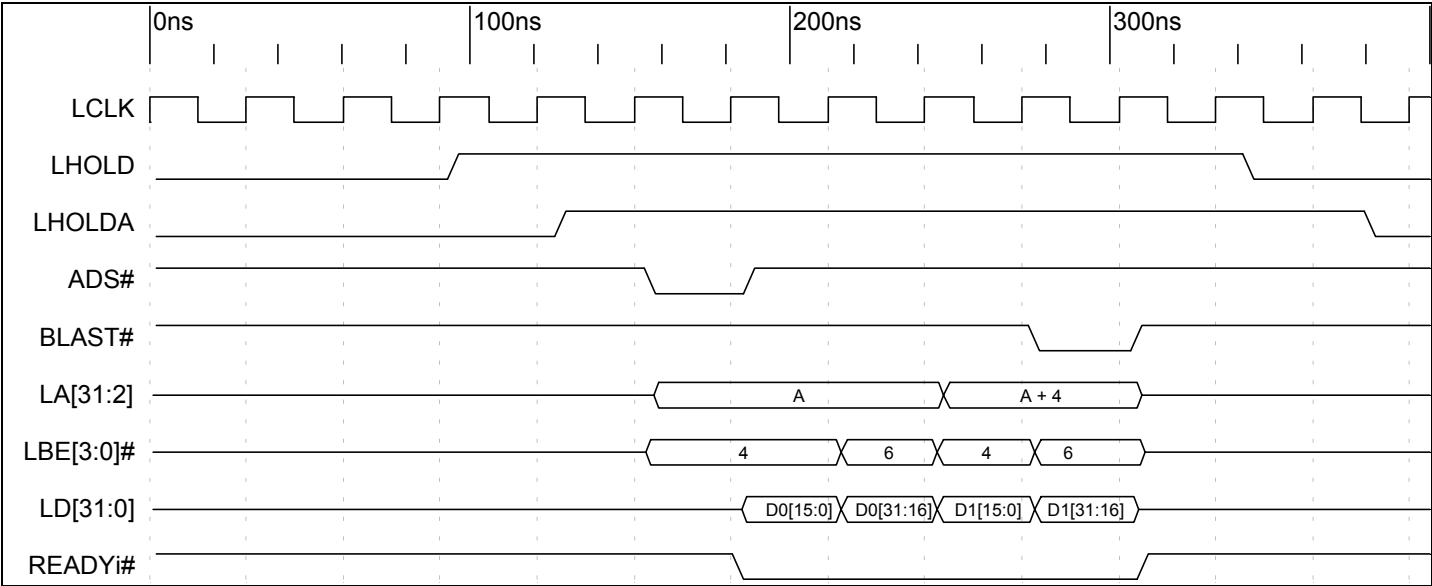 0ns 100ns 200ns 300ns
LCLK
LHOLD
LHOLDA
ADS#
BLAST#
LA[31:2] A A + 4
LBE[3:0]# 4 6 4 6
LD[31:0] D0[15:0] D0[31:16] D1[15:0] D1[31:16]
READYi#